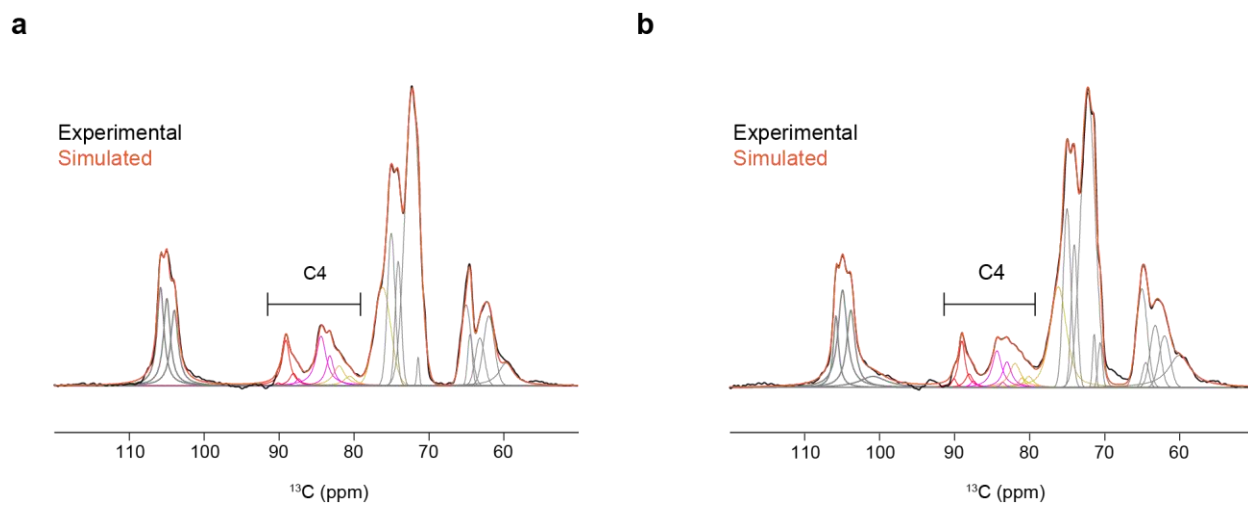 a
b
Experimental
Simulated
C4
110 100 90 80 70 60
¹³C (ppm)
Experimental
Simulated
C4
110 100 90 80 70 60
¹³C (ppm)